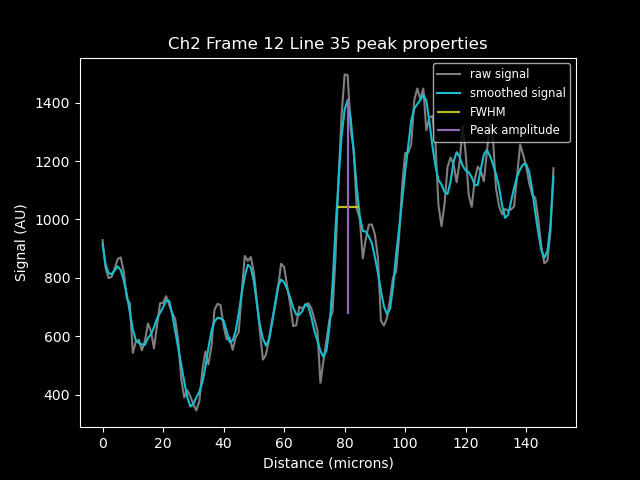 Ch2 Frame 12 Line 35 peak properties
raw signal
smoothed signal
FWHM
Peak amplitude
Signal (AU)
1400
1200
1000
800
600
400
0 20 40 60 80 100 120 140
Distance (microns)